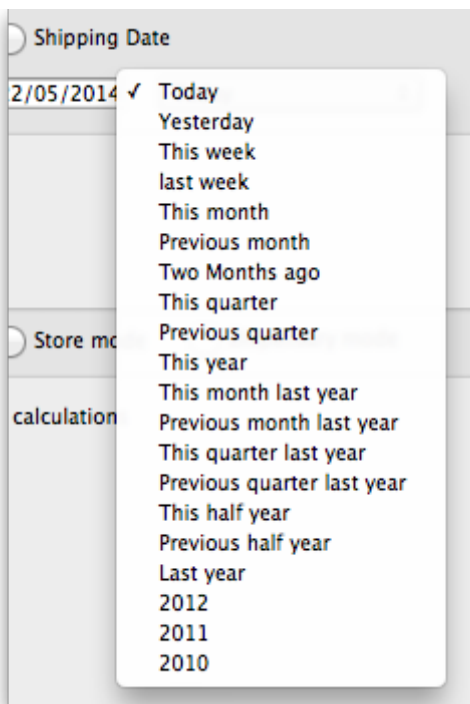 Shipping Date
2/05/2014 ✓ Today
Yesterday
This week
last week
This month
Previous month
Two Months ago
This quarter
Previous quarter
Store mo
This year
This month last year
calculation
Previous month last year
This quarter last year
Previous quarter last year
This half year
Previous half year
Last year
2012
2011
2010